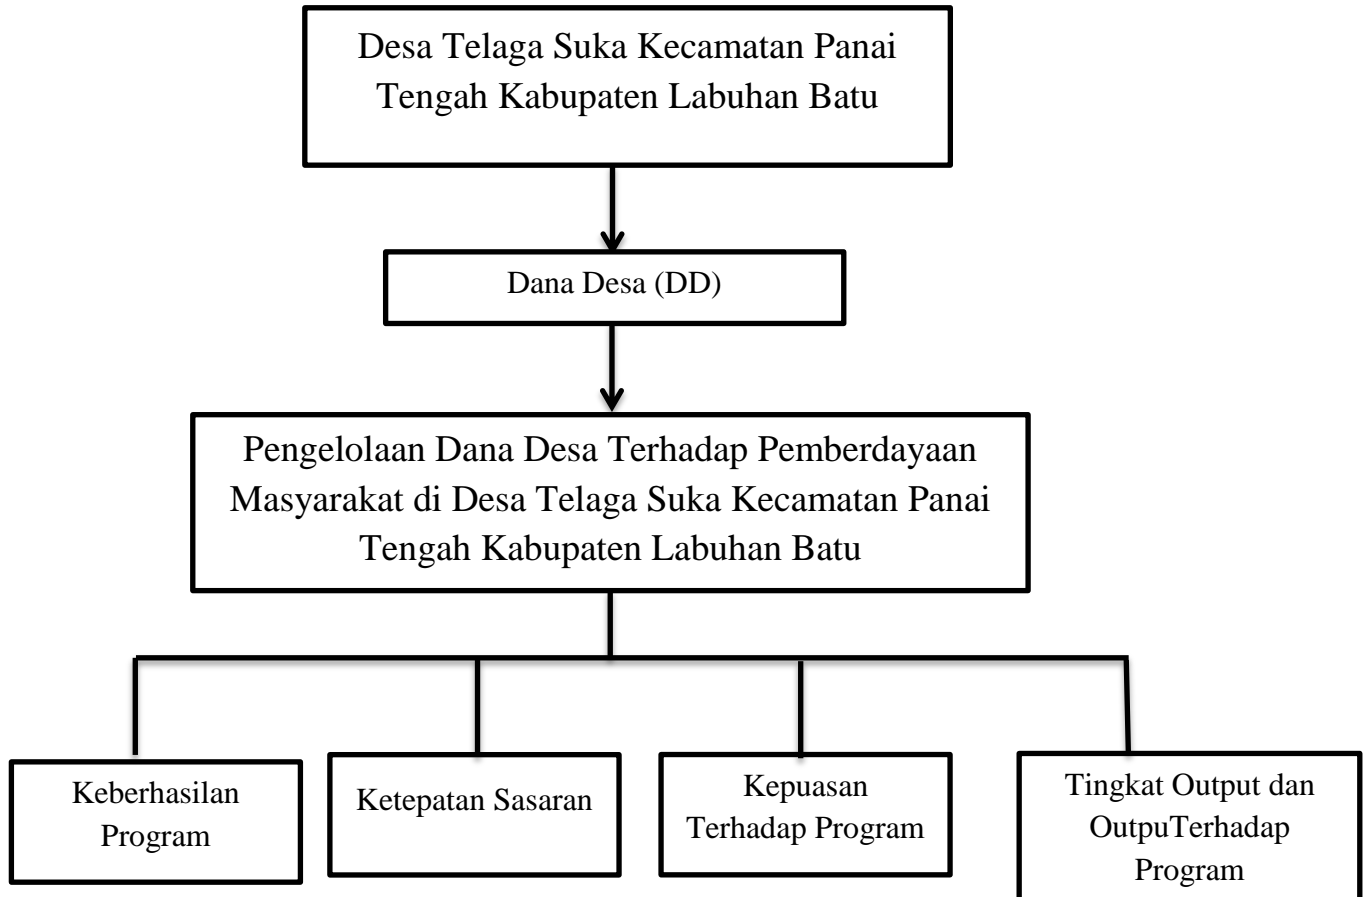 Desa Telaga Suka Kecamatan Panai
Tengah Kabupaten Labuhan Batu
Dana Desa (DD)
Pengelolaan Dana Desa Terhadap Pemberdayaan
Masyarakat di Desa Telaga Suka Kecamatan Panai
Tengah Kabupaten Labuhan Batu
Keberhasilan
Program
Ketepatan Sasaran
Kepuasan
Terhadap Program
Tingkat Output dan
OutpuTerhadap
Program